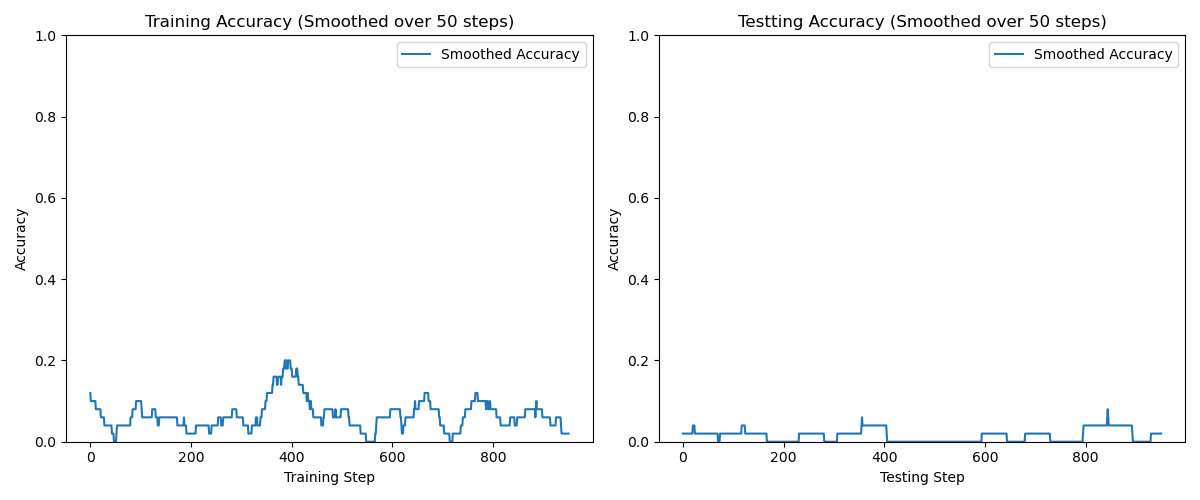 Training Accuracy (Smoothed over 50 steps)
1.0
0.8
0.6
0.4
0.2
0.0
Accuracy
Smoothed Accuracy
0 200 400 600 800
Training Step
Testting Accuracy (Smoothed over 50 steps)
1.0
0.8
0.6
0.4
0.2
0.0
Accuracy
Smoothed Accuracy
0 200 400 600 800
Testing Step